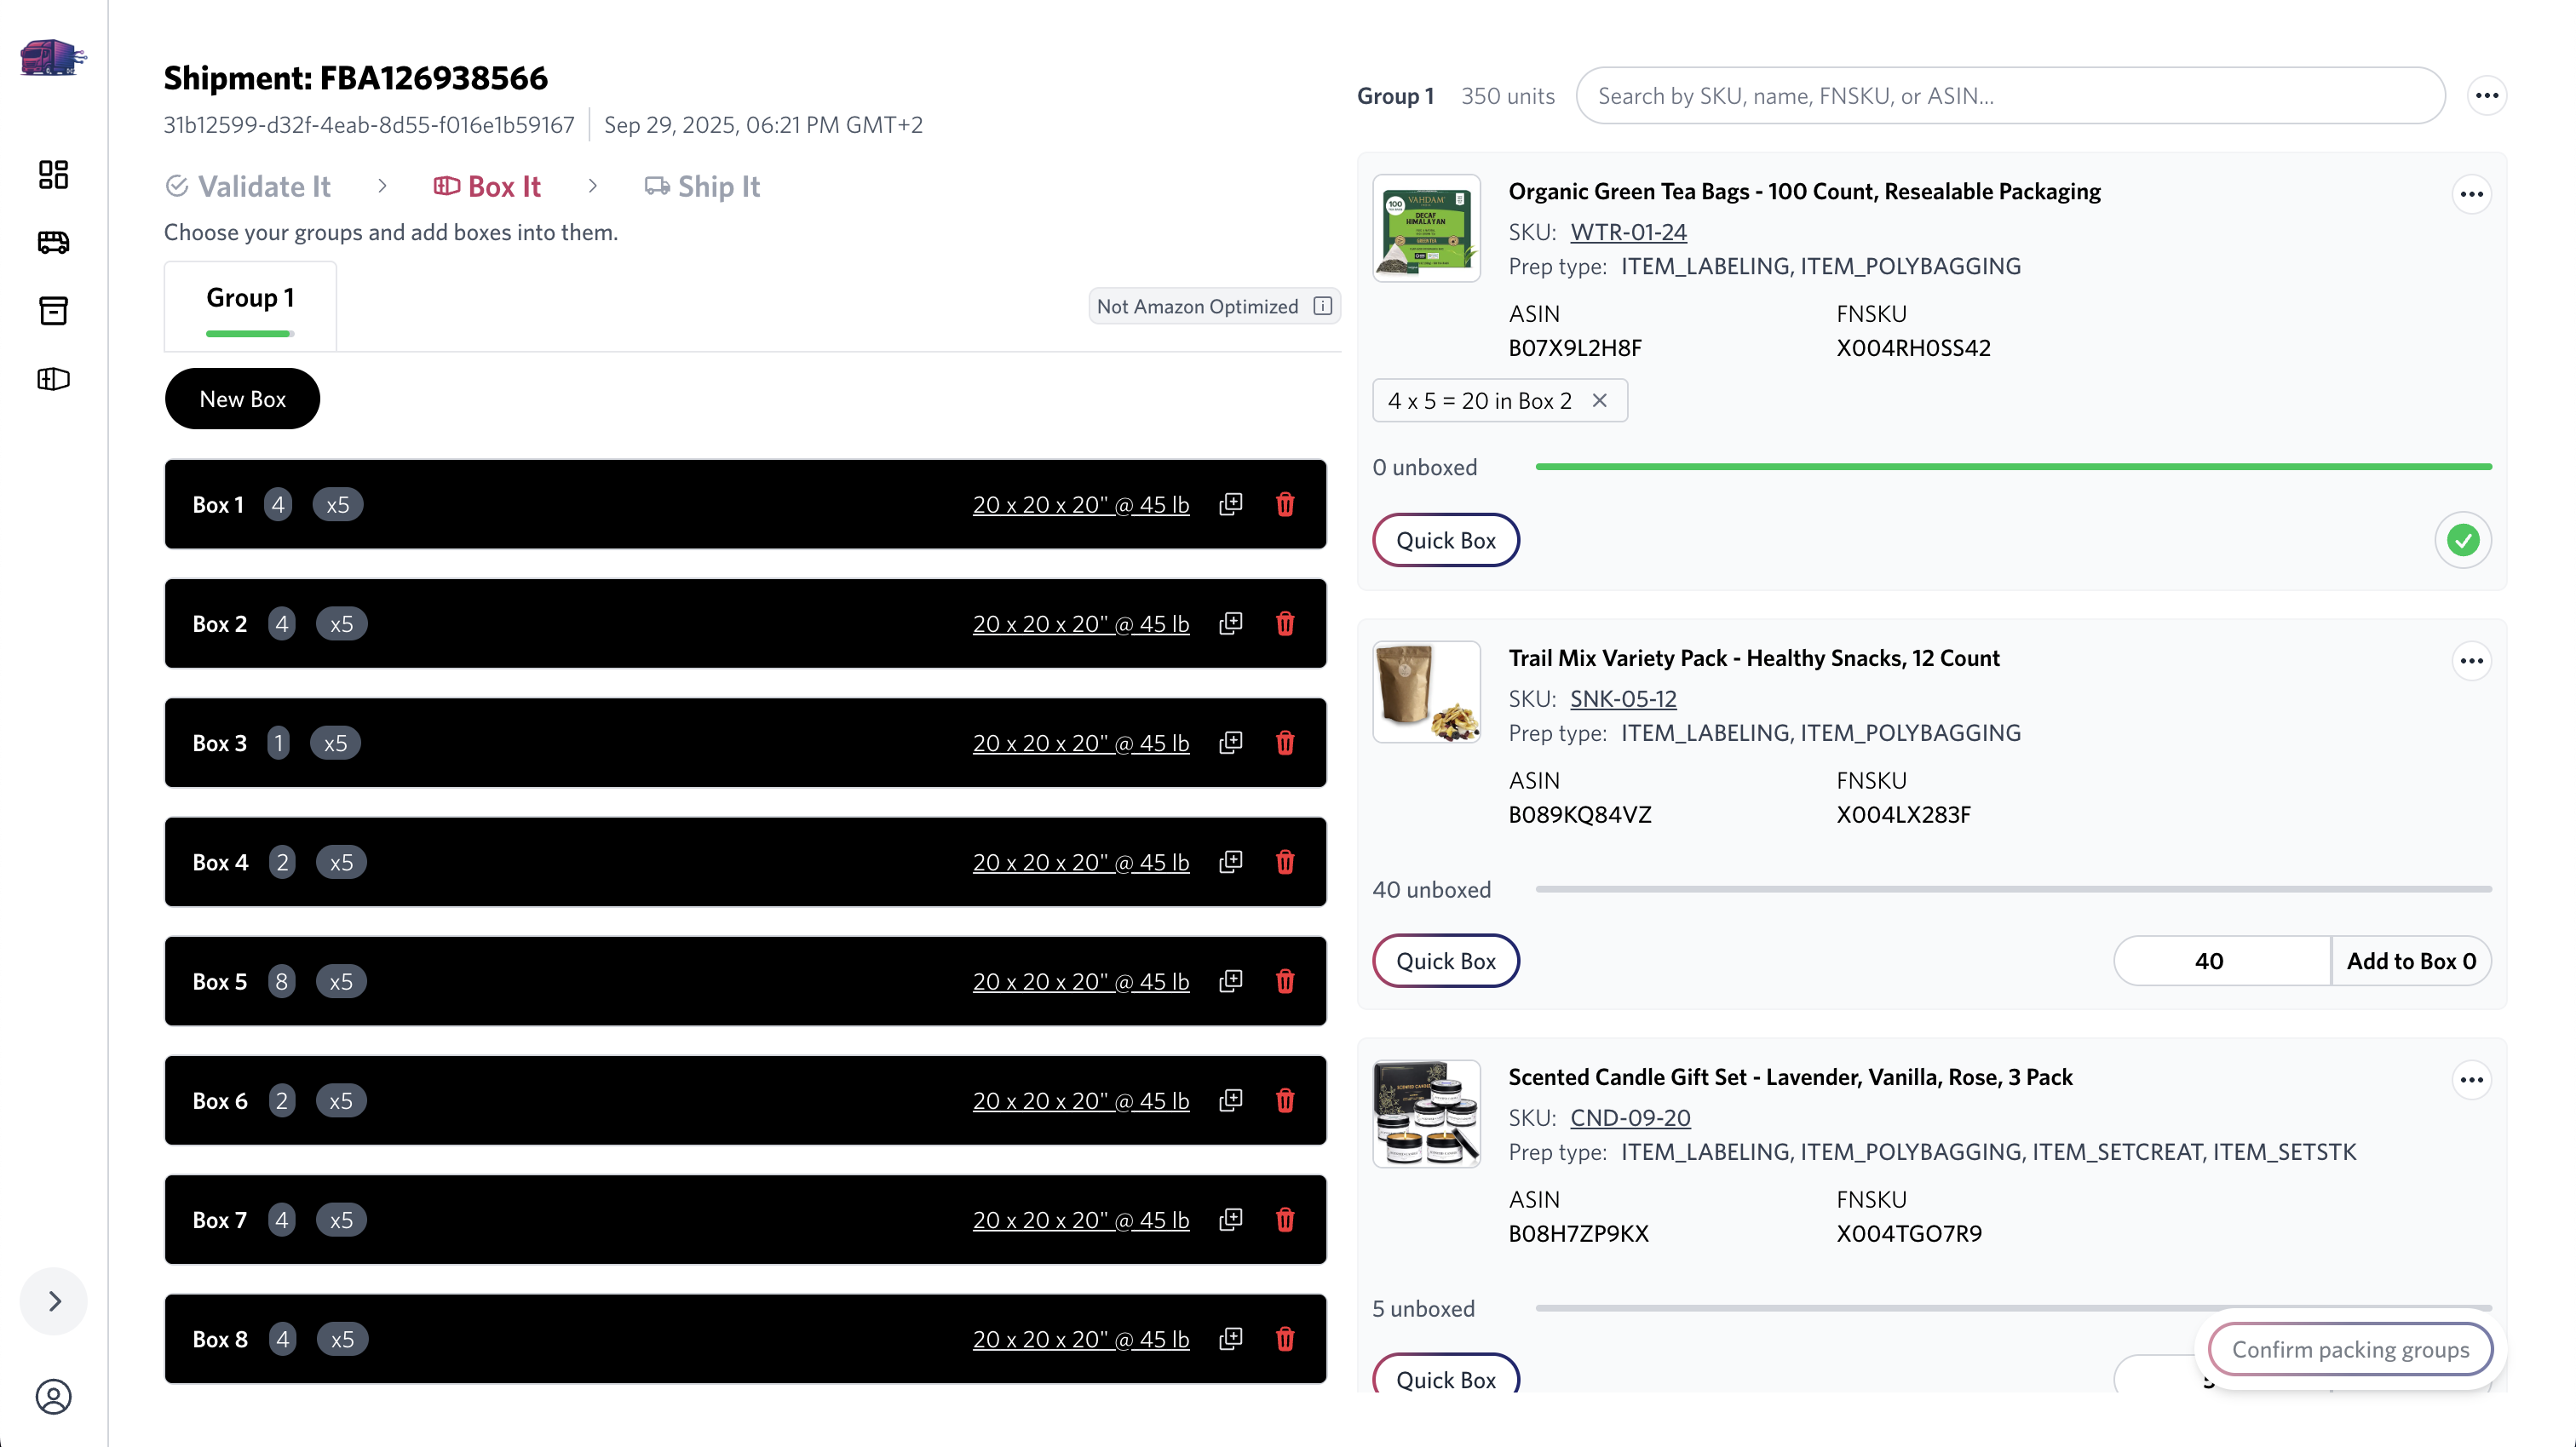 Shipment: FBA126938566
31b12599-d32f-4eab-8d55-f016e1b59167 Sep 29, 2025, 06:21 PM GMT+2
Validate It Box It Ship It
Choose your groups and add boxes into them.
Group 1
Not Amazon Optimized
New Box
Box 1 4 x5 20 x 20 x 20" @ 45 lb
Box 2 4 x5 20 x 20 x 20" @ 45 lb
Box 3 1 x5 20 x 20 x 20" @ 45 lb
Box 4 2 x5 20 x 20 x 20" @ 45 lb
Box 5 8 x5 20 x 20 x 20" @ 45 lb
Box 6 2 x5 20 x 20 x 20" @ 45 lb
Box 7 4 x5 20 x 20 x 20" @ 45 lb
Box 8 4 x5 20 x 20 x 20" @ 45 lb
Group 1 350 units Search by SKU, name, FNSKU, or ASIN...
100
VAHDAM
DECAF
HIMALAYAN
GREEN TEA
Organic Green Tea Bags - 100 Count, Resealable Packaging
SKU: WTR-01-24
Prep type: ITEM_LABELING, ITEM_POLYBAGGING
ASIN FNSKU
B07X9L2H8F X004RH0SS42
4 x 5 = 20 in Box 2
0 unboxed
Quick Box
Trail Mix Variety Pack - Healthy Snacks, 12 Count
SKU: SNK-05-12
Prep type: ITEM_LABELING, ITEM_POLYBAGGING
ASIN FNSKU
B089KQ84VZ X004LX283F
40 unboxed
Quick Box 40 Add to Box 0
SCENTED CANDLE
Scented Candle Gift Set - Lavender, Vanilla, Rose, 3 Pack
SKU: CND-09-20
Prep type: ITEM_LABELING, ITEM_POLYBAGGING, ITEM_SETCREAT, ITEM_SETSTK
ASIN FNSKU
B08H7ZP9KX X004TGO7R9
5 unboxed
Quick Box
Confirm packing groups